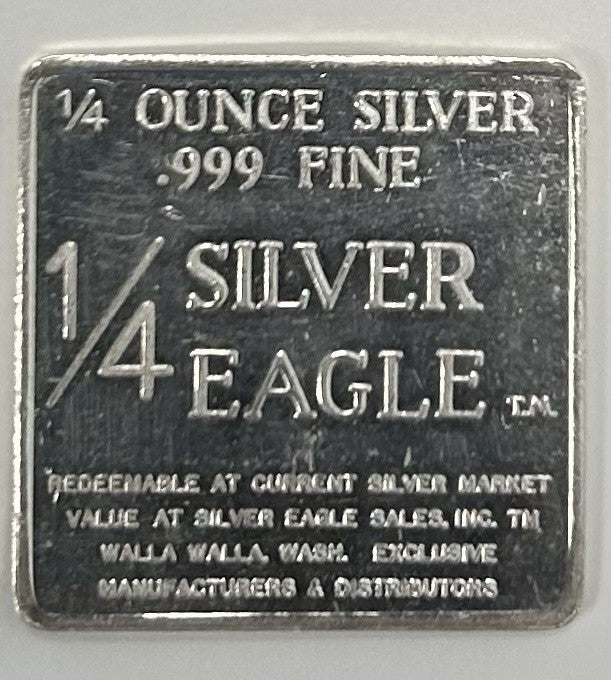 1/4 OUNCE SILVER
.999 FINE
1/4 SILVER
EAGLE T.M.
REDEEMABLE AT CURRENT SILVER MARKET
VALUE AT SILVER EAGLE SALES, INC. TM
WALLA WALLA, WASH. EXCLUSIVE
MANUFACTURERS & DISTRIBUTORS